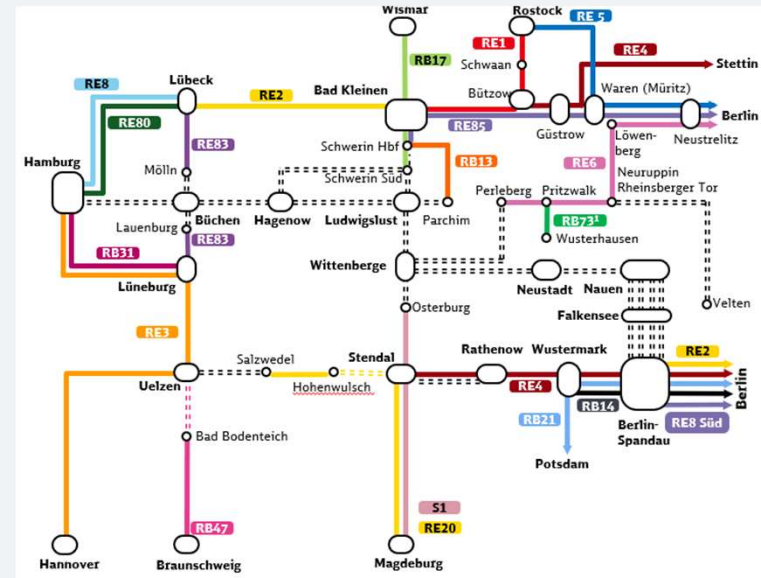 Wismar
Rostock
RE 5
RE1
RE4
Stettin
RB17
RE8
Lübeck
Schwaan
RE2
Bad Kleinen
Waren (Müritz)
RE80
Bützow
Berlin
RE85
Güstrow
Löwen-
berg
Neustrelitz
RE83
Schwerin Hbf
Hamburg
Mölln
RB13
RE6
Schwerin Süd
Neuruppin
Rheinsberger Tor
Perleberg
Pritzwalk
Büchen
Hagenow
Ludwigslust
Parchim
RB73¹
Lauenburg
RE83
Wusterhausen
RB31
Wittenberge
Lüneburg
Neustadt
Nauen
Osterburg
Velten
Falkensee
RE3
Salzwedel
Stendal
Rathenow
Wustermark
RE2
Uelzen
Hohenwulsch
RE4
Berlin
RB14
RB21
Berlin-
Spandau
RE8 Süd
Bad Bodenteich
Potsdam
S1
RB47
RE20
Hannover
Braunschweig
Magdeburg